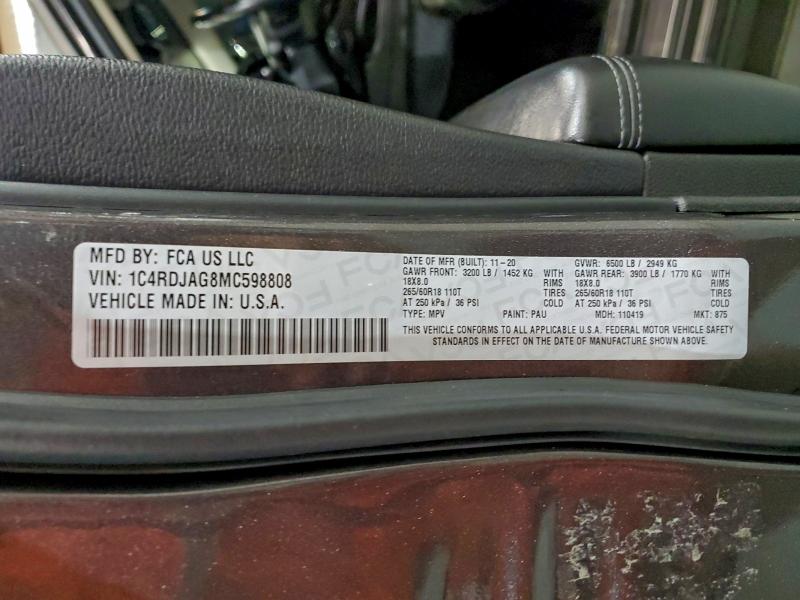 MFD BY: FCA US LLC
VIN: 1C4RDJAG8MC598808
VEHICLE MADE IN: U.S.A.
DATE OF MFR (BUILT): 11-20
GAWR FRONT: 3200 LB / 1452 KG WITH
18X8.0 RIMS
265/60R18 110T TIRES
AT 250 kPa / 36 PSI COLD
TYPE: MPV PAINT: PAU
GVWR: 6500 LB / 2949 KG
GAWR REAR: 3900 LB / 1770 KG WITH
18X8.0 RIMS
265/60R18 110T TIRES
AT 250 kPa / 36 PSI COLD
MDH: 110419 MKT: 875
THIS VEHICLE CONFORMS TO ALL APPLICABLE U.S.A. FEDERAL MOTOR VEHICLE SAFETY
STANDARDS IN EFFECT ON THE DATE OF MANUFACTURE SHOWN ABOVE.